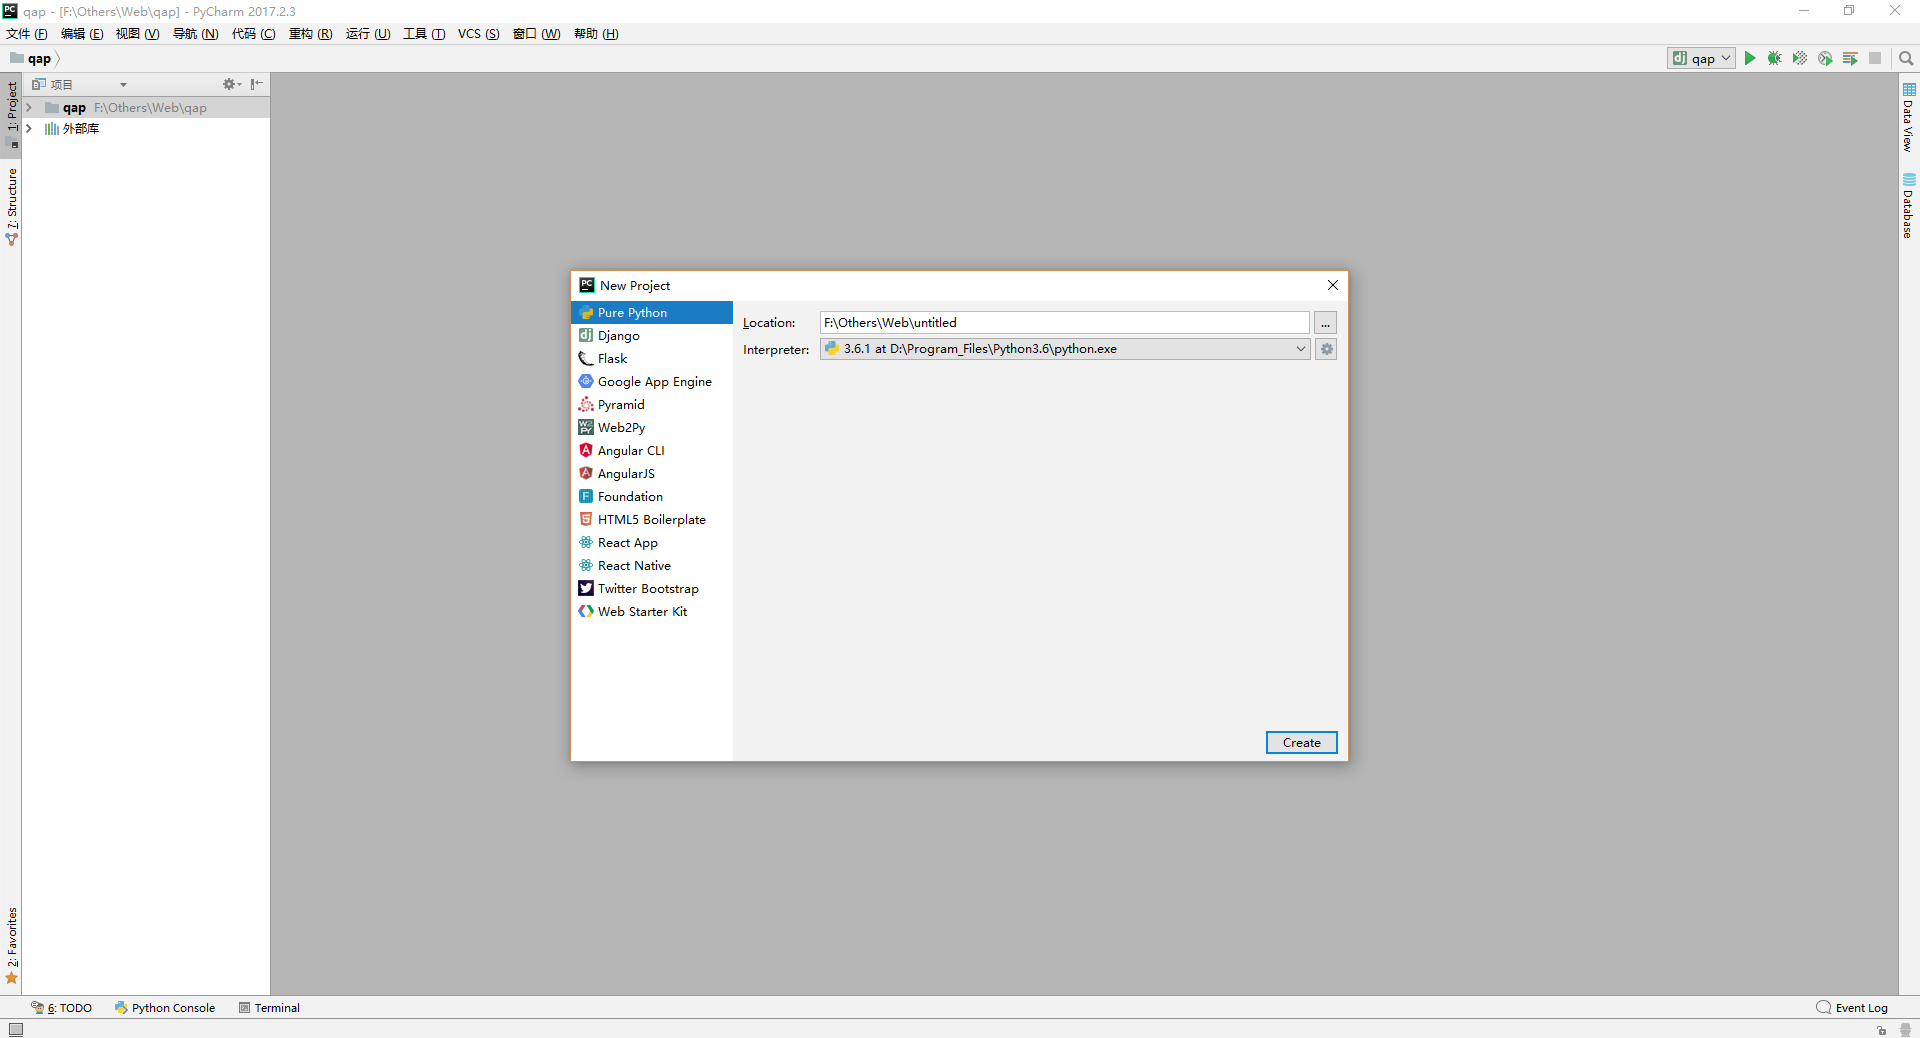 qap - [F:\Others\Web\qap] - PyCharm 2017.2.3
文件 (F) 编辑 (E) 视图 (V) 导航 (N) 代码 (C) 重构 (R) 运行 (U) 工具 (T) VCS (S) 窗口 (W) 帮助 (H)
qap
qap
项目
qap F:\Others\Web\qap
外部库
1: Project
7: Structure
2: Favorites
Data View
Database
New Project
Pure Python
Django
Flask
Google App Engine
Pyramid
Web2Py
Angular CLI
AngularJS
Foundation
HTML5 Boilerplate
React App
React Native
Twitter Bootstrap
Web Starter Kit
Location: F:\Others\Web\untitled ...
Interpreter: 3.6.1 at D:\Program_Files\Python3.6\python.exe
Create
6: TODO Python Console Terminal Event Log